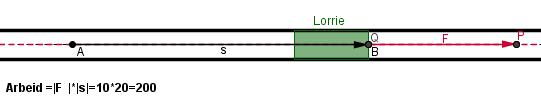 Lorrie
Q F P
A s B
Arbeid =|F |*|s|=10*20=200